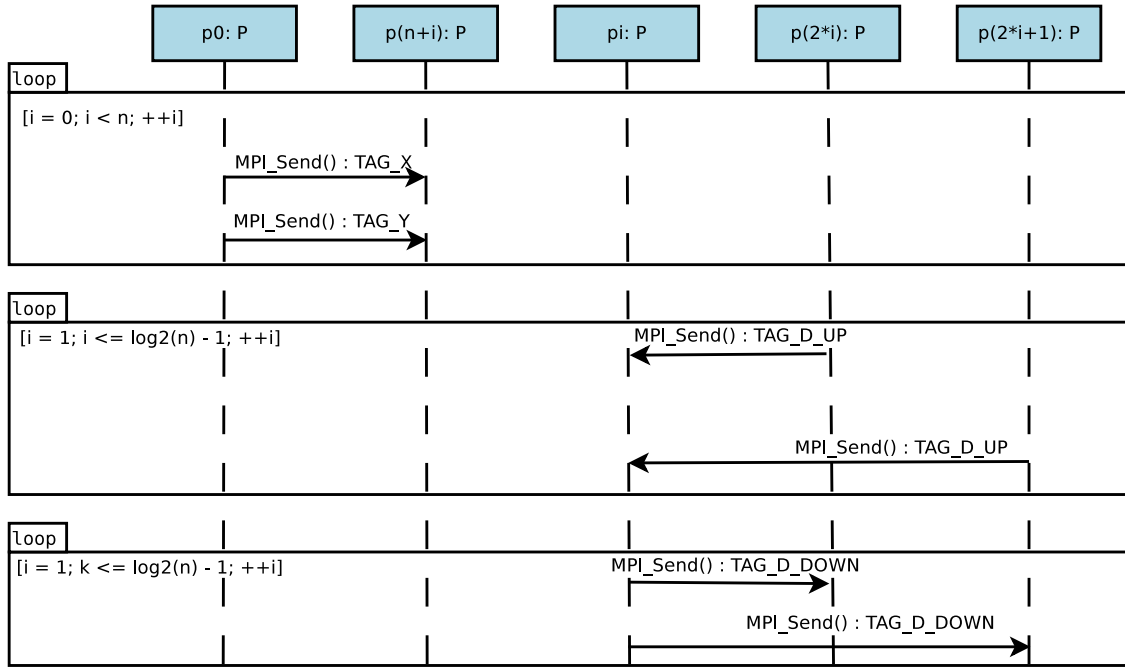 p0: P
p(n+i): P
pi: P
p(2*i): P
p(2*i+1): P
loop
[i = 0; i < n; ++i]
MPI_Send() : TAG_X
MPI_Send() : TAG_Y
loop
[i = 1; i <= log2(n) - 1; ++i]
MPI_Send() : TAG_D_UP
MPI_Send() : TAG_D_UP
loop
[i = 1; k <= log2(n) - 1; ++i]
MPI_Send() : TAG_D_DOWN
MPI_Send() : TAG_D_DOWN